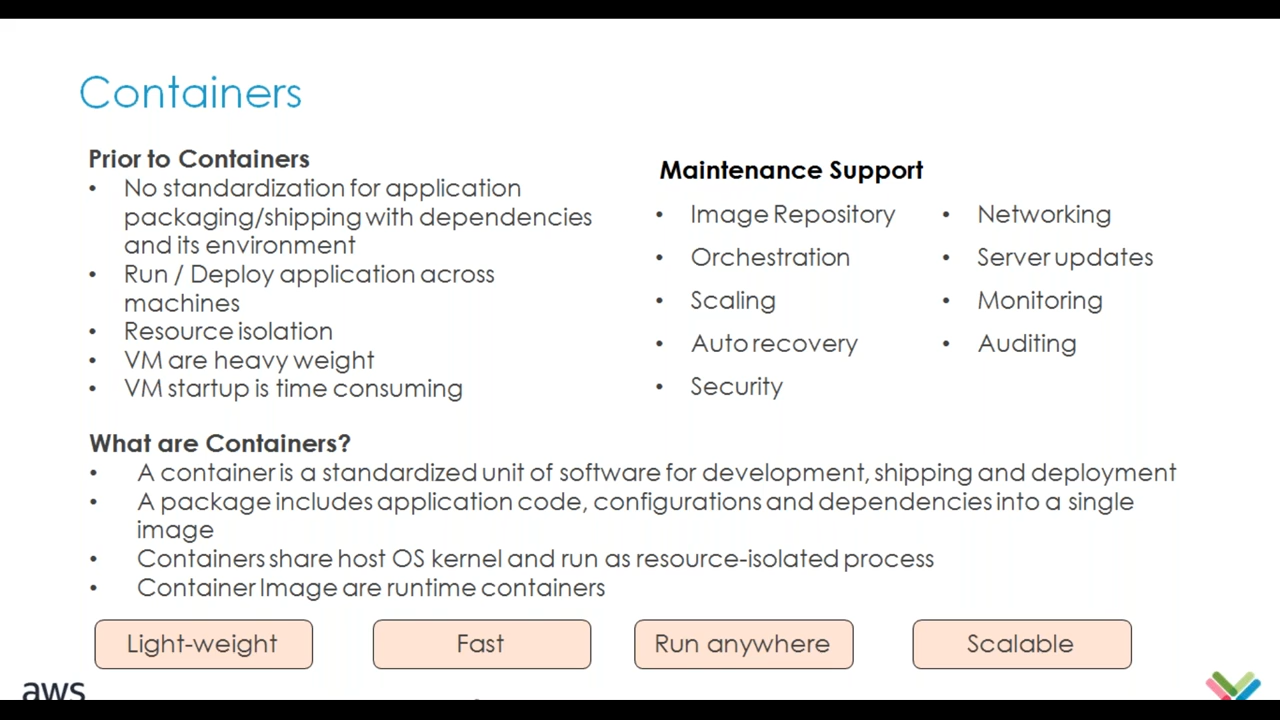 Containers
Prior to Containers
• No standardization for application
packaging/shipping with dependencies
and its environment
• Run / Deploy application across
machines
• Resource isolation
• VM are heavy weight
• VM startup is time consuming
Maintenance Support
• Image Repository
• Orchestration
• Scaling
• Auto recovery
• Security
• Networking
• Server updates
• Monitoring
• Auditing
What are Containers?
• A container is a standardized unit of software for development, shipping and deployment
• A package includes application code, configurations and dependencies into a single
image
• Containers share host OS kernel and run as resource-isolated process
• Container Image are runtime containers
Light-weight
Fast
Run anywhere
Scalable
aws